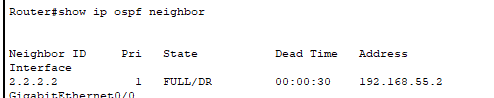 Router#show ip ospf neighbor
Neighbor ID Pri State Dead Time Address
Interface
2.2.2.2 1 FULL/DR 00:00:30 192.168.55.2
GigabitEthernet0/0